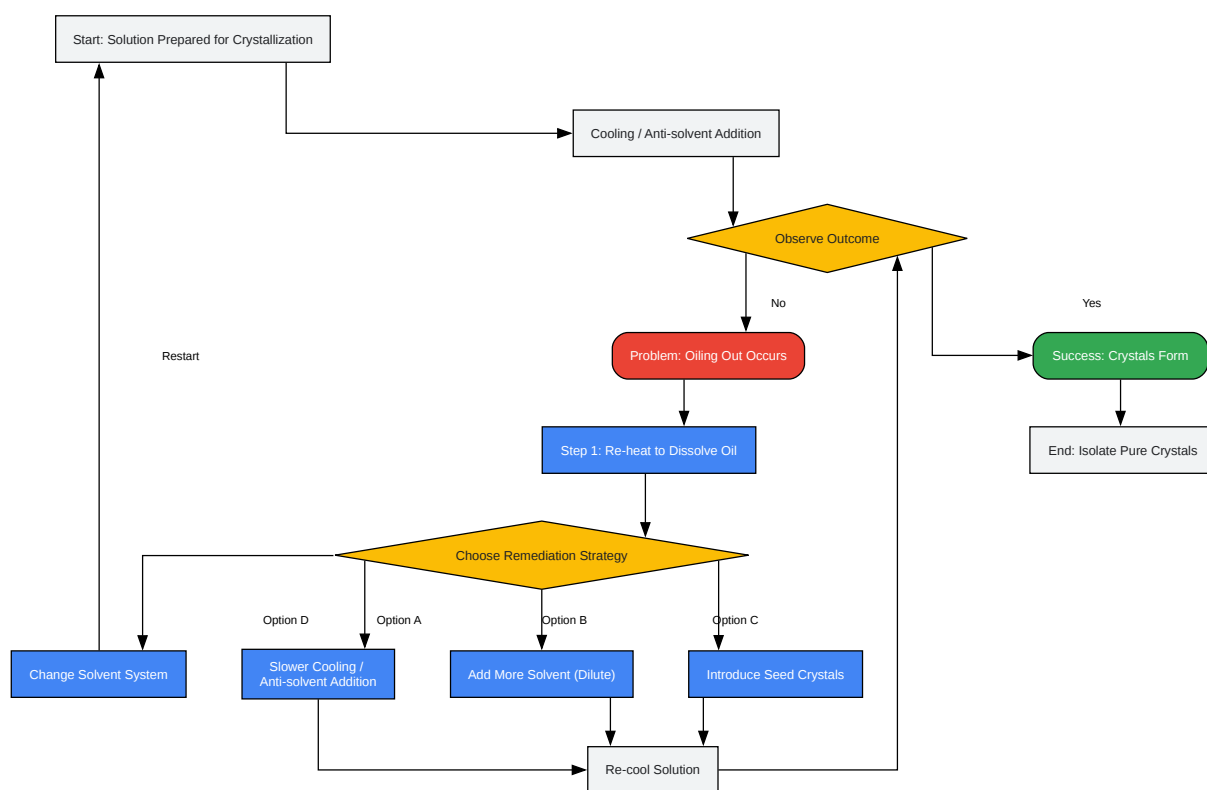 Start: Solution Prepared for Crystallization
Cooling / Anti-solvent Addition
Observe Outcome
No
Yes
Restart
Problem: Oiling Out Occurs
Success: Crystals Form
Step 1: Re-heat to Dissolve Oil
End: Isolate Pure Crystals
Choose Remediation Strategy
Option D
Option A
Option B
Option C
Change Solvent System
Slower Cooling /
Anti-solvent Addition
Add More Solvent (Dilute)
Introduce Seed Crystals
Re-cool Solution